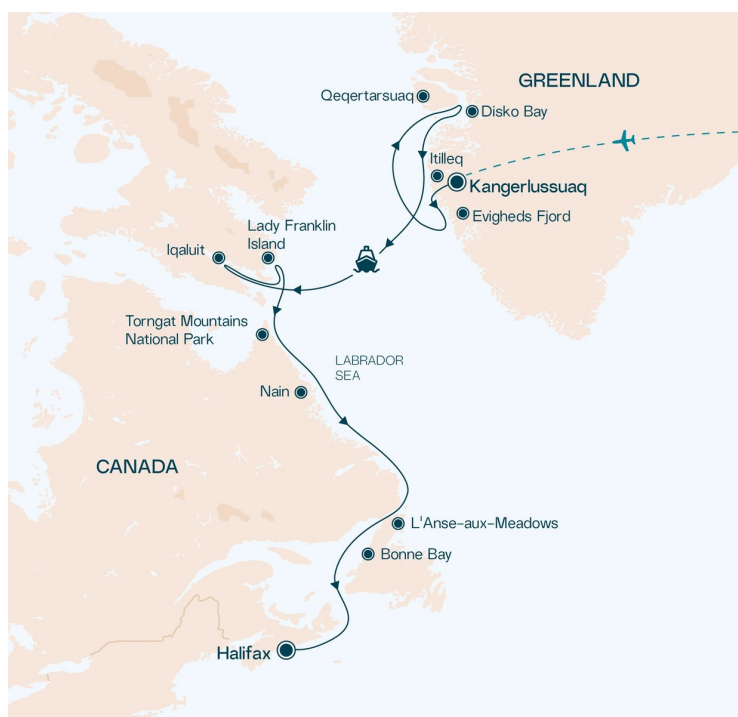 GREENLAND
Qeqertarsuaq
Disko Bay
Itilleq
Kangerlussuaq
Evigheds Fjord
Lady Franklin
Island
Iqaluit
Torngat Mountains
National Park
LABRADOR
SEA
Nain
CANADA
L'Anse-aux-Meadows
Bonne Bay
Halifax